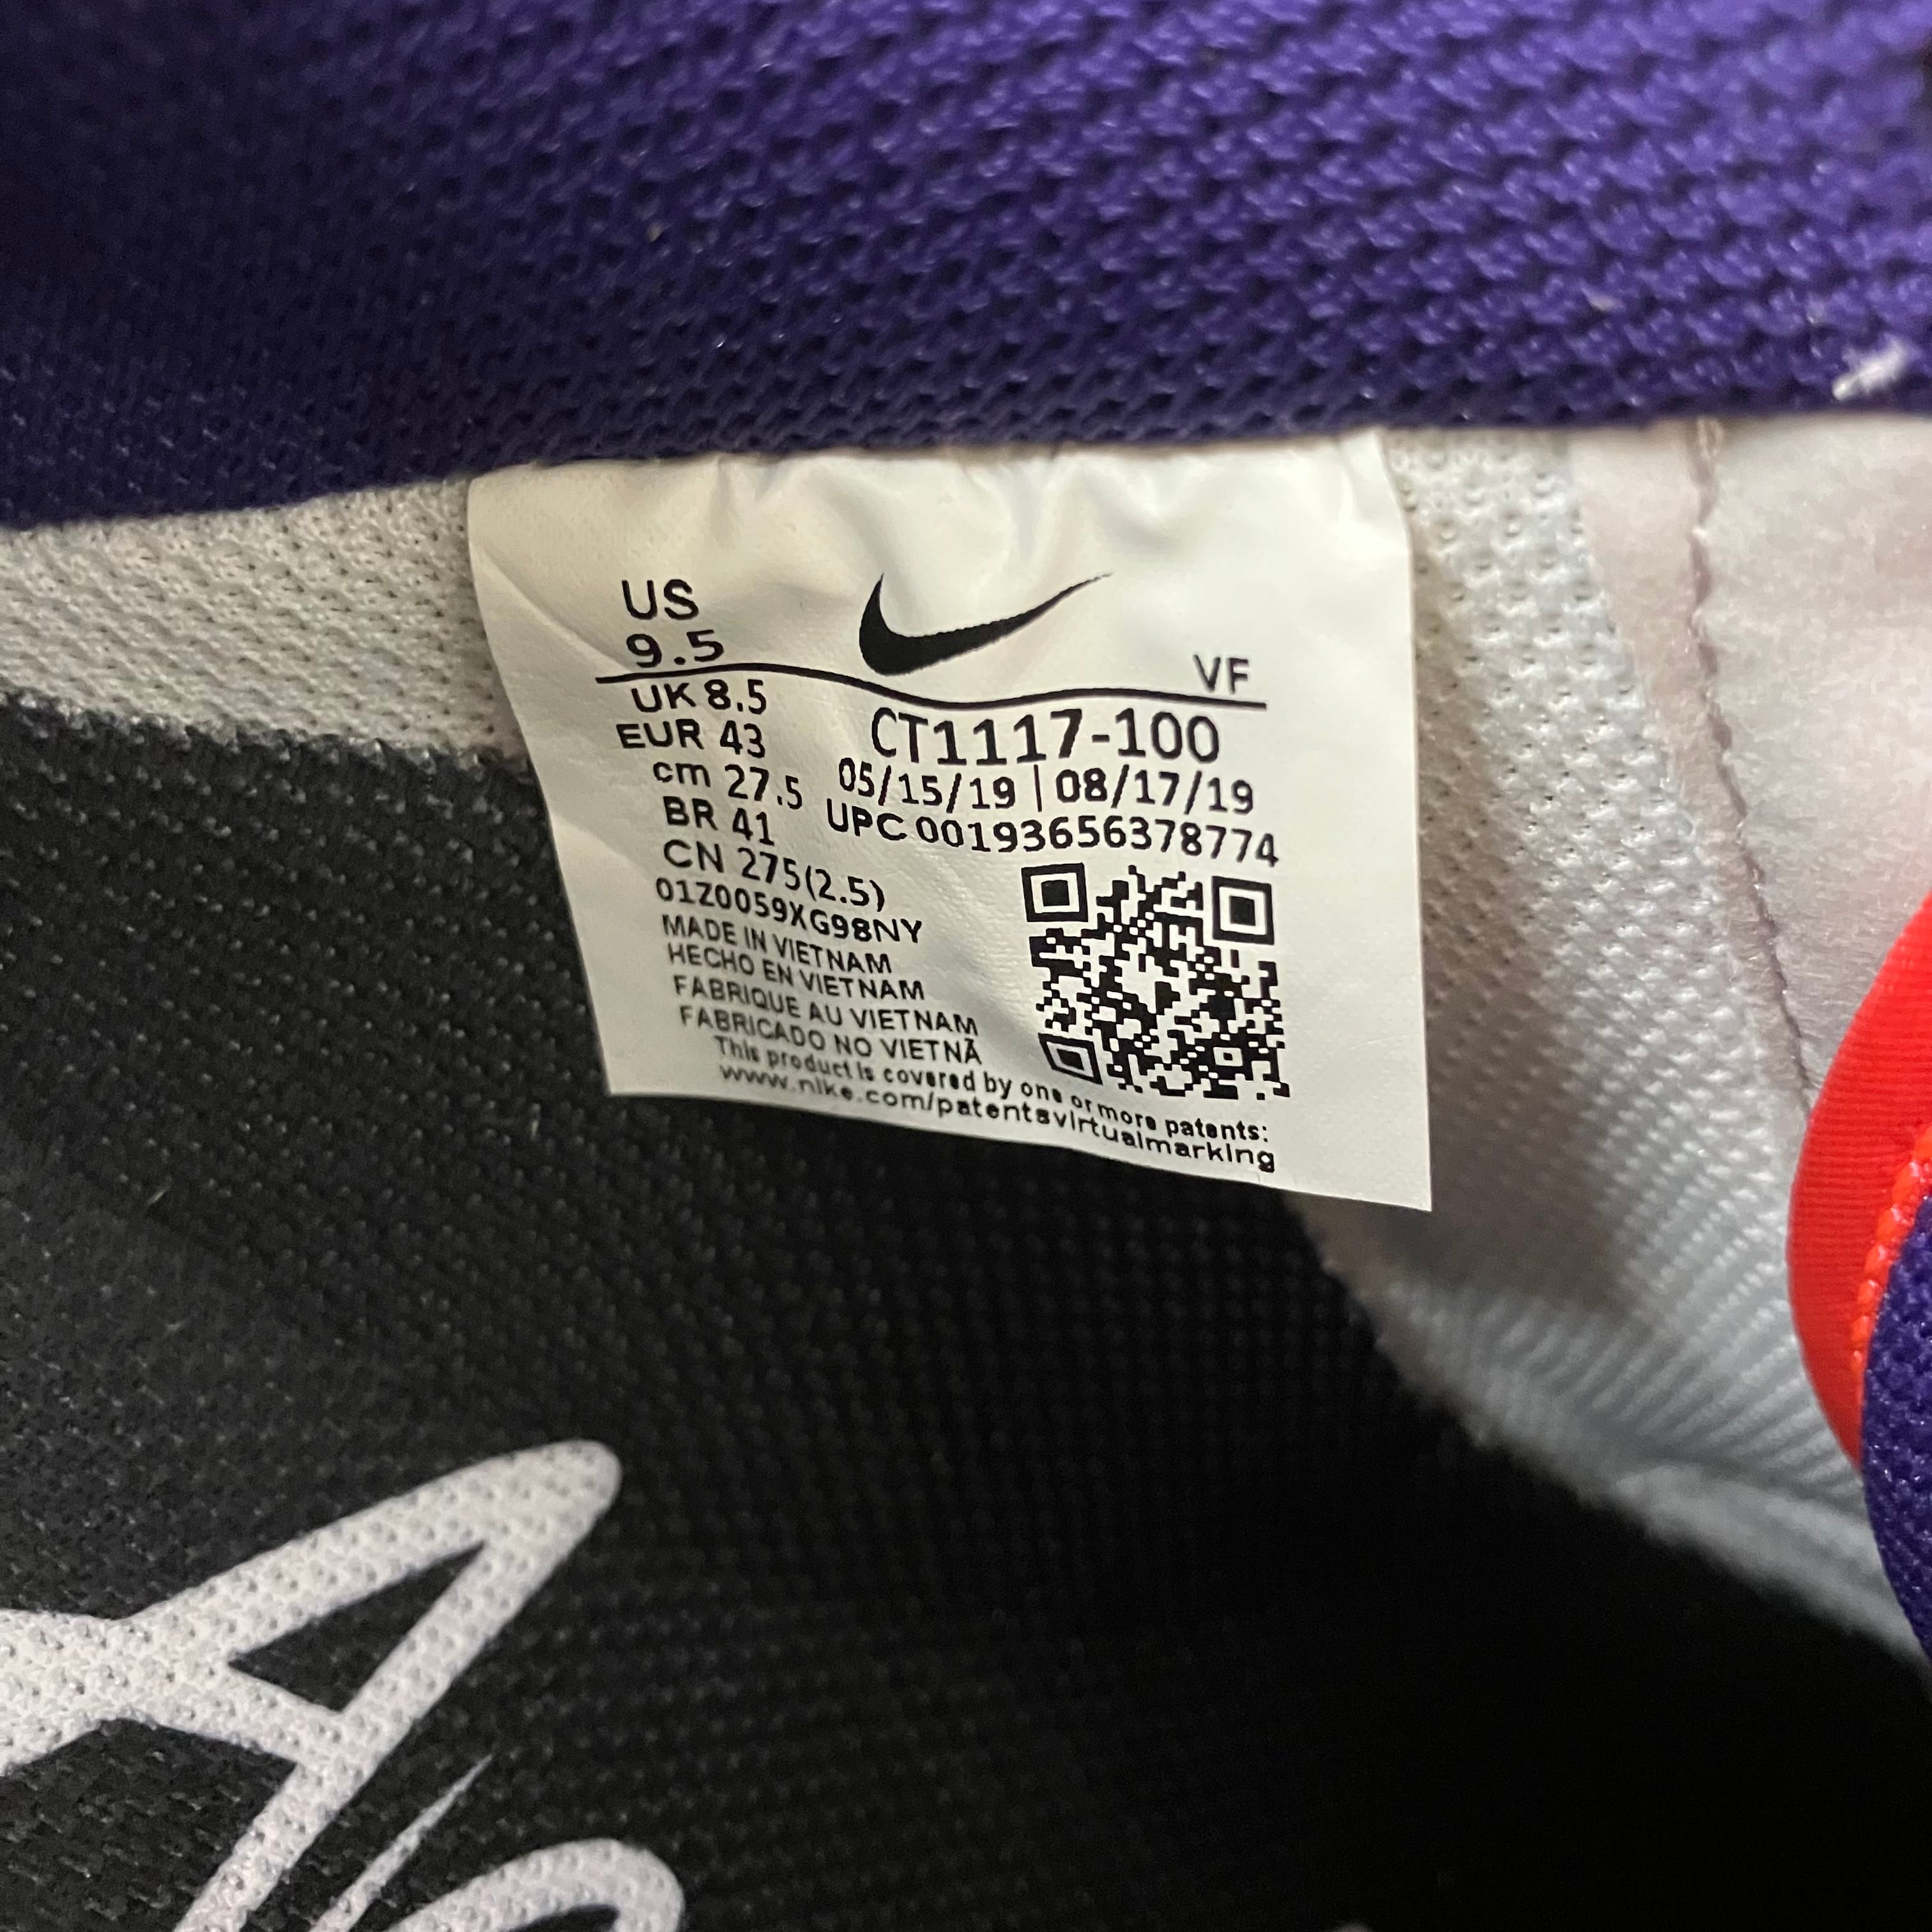 US
9.5
VF
UK 8.5
EUR 43
cm 27.5
BR 41
CN 275(2.5)
01Z0059XG98NY
CT1117-100
05/15/19 | 08/17/19
UPC 00193656378774
MADE IN VIETNAM
HECHO EN VIETNAM
FABRIQUE AU VIETNAM
FABRICADO NO VIETNÃ
This product is covered by one or more patents:
www.nike.com/patentsvirtualmarking